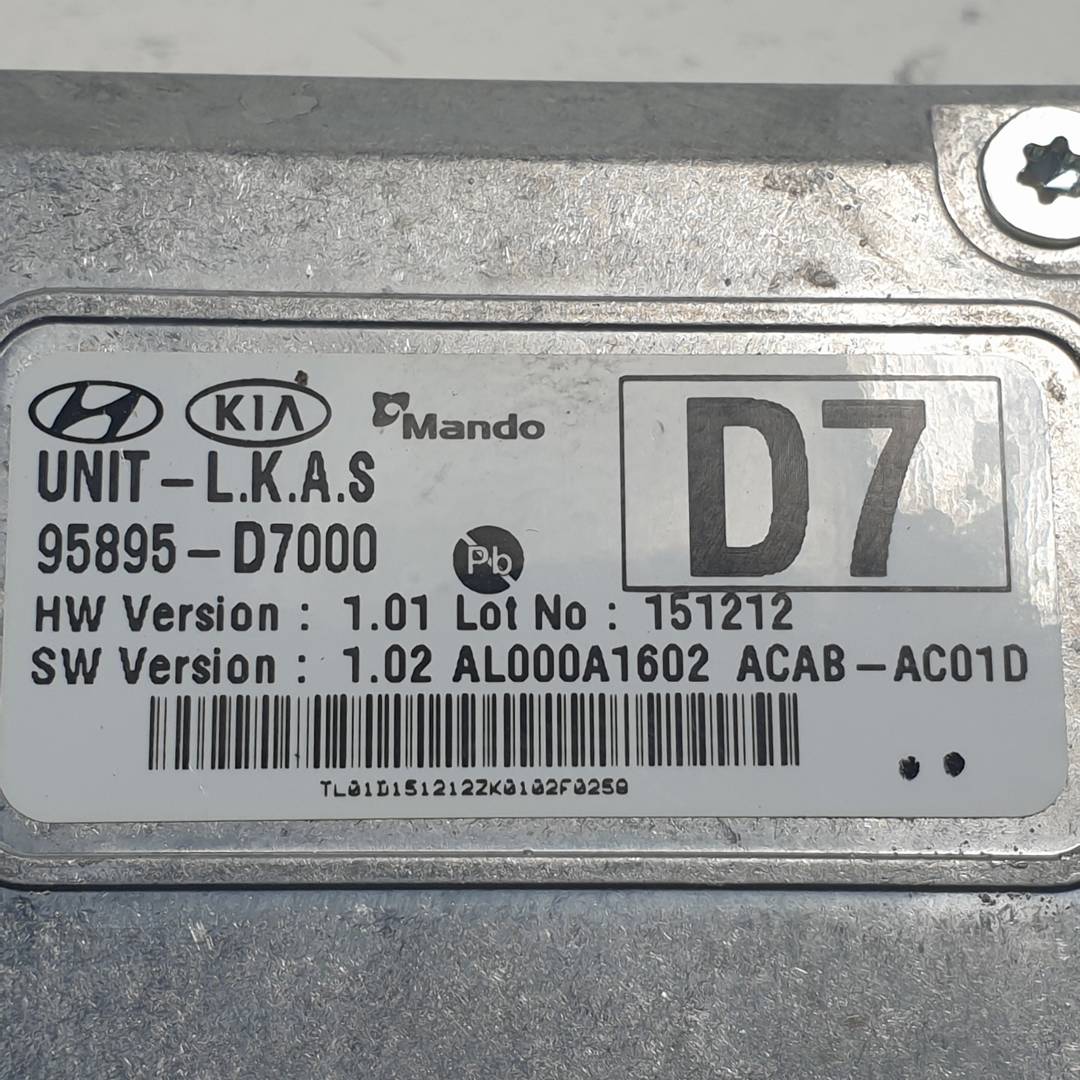 KIA Mando
D7
UNIT-L.K.A.S
95895-D7000 Pb
HW Version : 1.01 Lot No : 151212
SW Version : 1.02 AL000A1602 ACAB-AC01D
TL01D151212ZK0102F0258